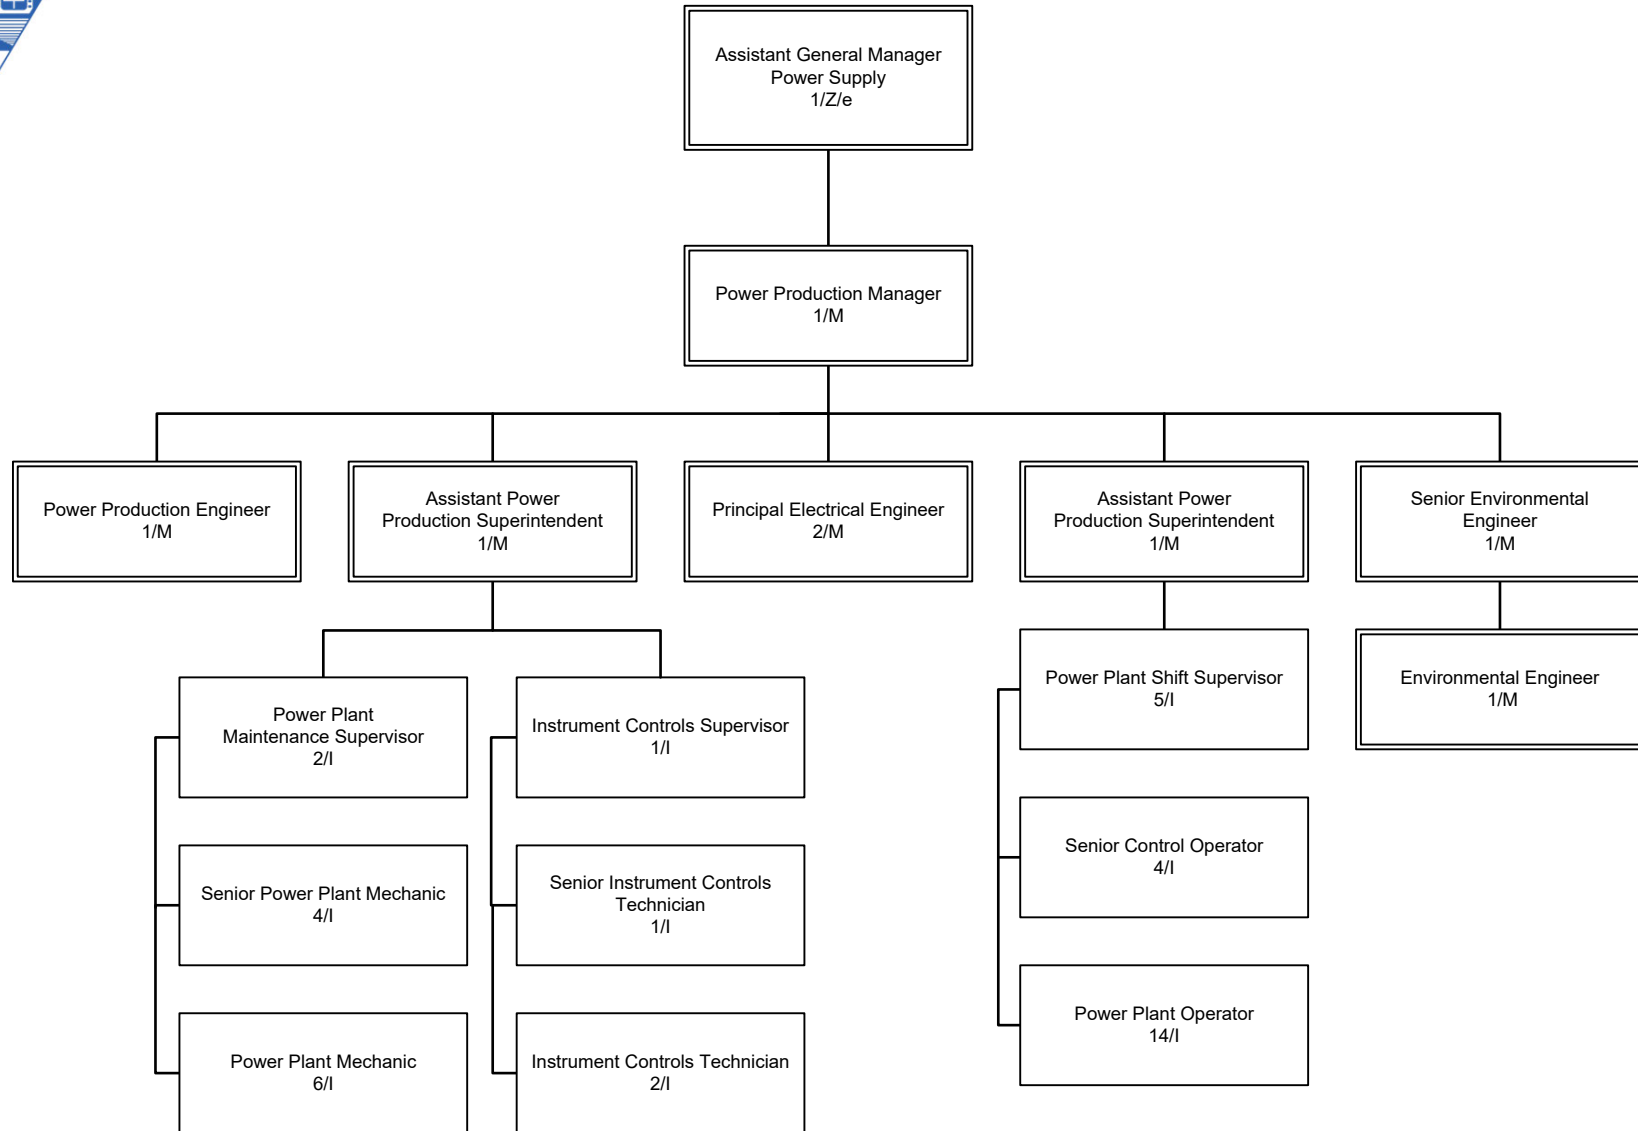 Assistant General Manager
Power Supply
1/Z/e
Power Production Manager
1/M
Power Production Engineer
1/M
Assistant Power
Production Superintendent
1/M
Principal Electrical Engineer
2/M
Assistant Power
Production Superintendent
1/M
Senior Environmental
Engineer
1/M
Power Plant
Maintenance Supervisor
2/I
Instrument Controls Supervisor
1/I
Power Plant Shift Supervisor
5/I
Environmental Engineer
1/M
Senior Power Plant Mechanic
4/I
Senior Instrument Controls
Technician
1/I
Senior Control Operator
4/I
Power Plant Mechanic
6/I
Instrument Controls Technician
2/I
Power Plant Operator
14/I